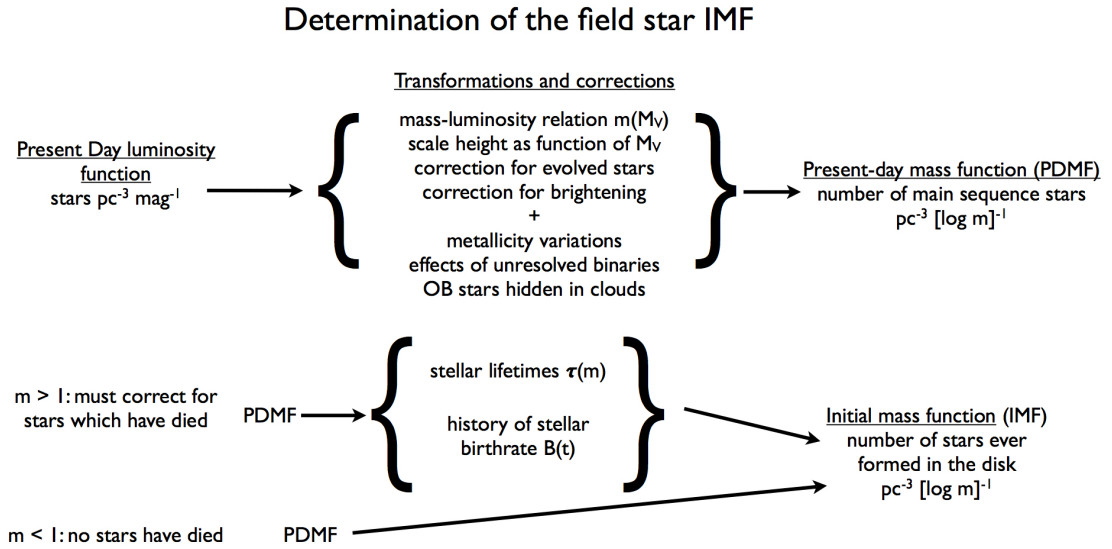 Determination of the field star IMF
Transformations and corrections
mass-luminosity relation m(Mᵥ)
scale height as function of Mᵥ
correction for evolved stars
correction for brightening
+
metallicity variations
effects of unresolved binaries
OB stars hidden in clouds
Present Day luminosity
function
stars pc⁻³ mag⁻¹
Present-day mass function (PDMF)
number of main sequence stars
pc⁻³ [log m]⁻¹
m > 1: must correct for
stars which have died
PDMF
stellar lifetimes τ(m)
history of stellar
birthrate B(t)
Initial mass function (IMF)
number of stars ever
formed in the disk
pc⁻³ [log m]⁻¹
m < 1: no stars have died
PDMF